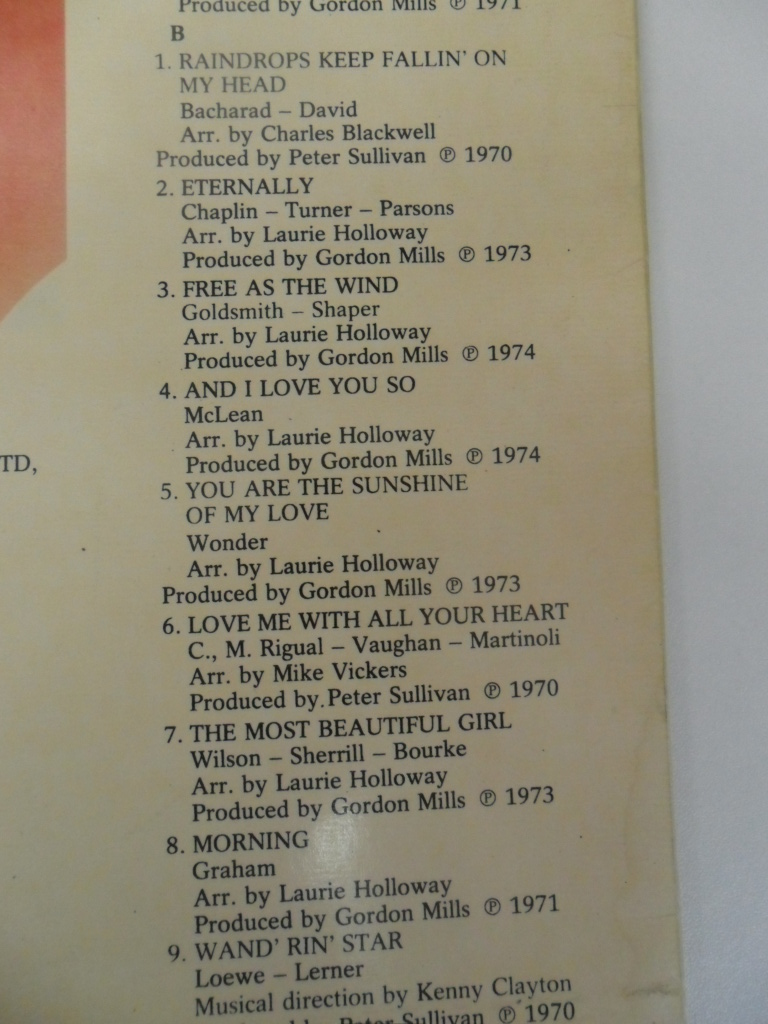 Produced by Gordon Mills ℗ 1971
B
1. RAINDROPS KEEP FALLIN' ON
MY HEAD
Bacharad – David
Arr. by Charles Blackwell
Produced by Peter Sullivan ℗ 1970
2. ETERNALLY
Chaplin – Turner – Parsons
Arr. by Laurie Holloway
Produced by Gordon Mills ℗ 1973
3. FREE AS THE WIND
Goldsmith – Shaper
Arr. by Laurie Holloway
Produced by Gordon Mills ℗ 1974
4. AND I LOVE YOU SO
McLean
Arr. by Laurie Holloway
Produced by Gordon Mills ℗ 1974
TD,
5. YOU ARE THE SUNSHINE
OF MY LOVE
Wonder
Arr. by Laurie Holloway
Produced by Gordon Mills ℗ 1973
6. LOVE ME WITH ALL YOUR HEART
C., M. Rigual – Vaughan – Martinoli
Arr. by Mike Vickers
Produced by Peter Sullivan ℗ 1970
7. THE MOST BEAUTIFUL GIRL
Wilson – Sherrill – Bourke
Arr. by Laurie Holloway
Produced by Gordon Mills ℗ 1973
8. MORNING
Graham
Arr. by Laurie Holloway
Produced by Gordon Mills ℗ 1971
9. WAND' RIN' STAR
Loewe – Lerner
Musical direction by Kenny Clayton
Peter Sullivan ℗ 1970